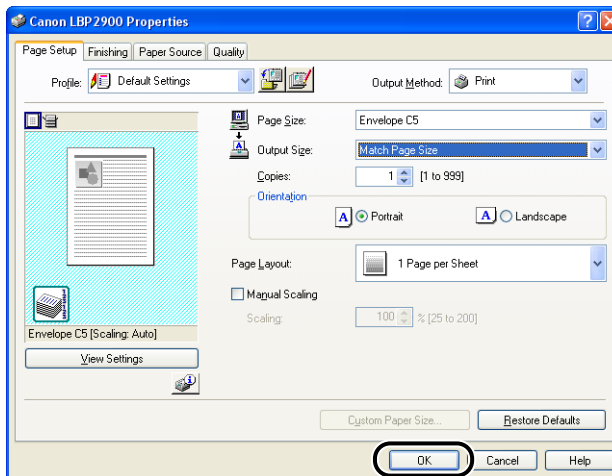 Canon LBP2900 Properties
Page Setup Finishing Paper Source Quality
Profile: Default Settings Output Method: Print
Page Size: Envelope C5
Output Size: Match Page Size
Copies: 1 [1 to 999]
Orientation
A Portrait A Landscape
Page Layout: 1 Page per Sheet
Manual Scaling
Scaling: 100 % [25 to 200]
Envelope C5 [Scaling: Auto]
View Settings
Custom Paper Size... Restore Defaults
OK Cancel Help